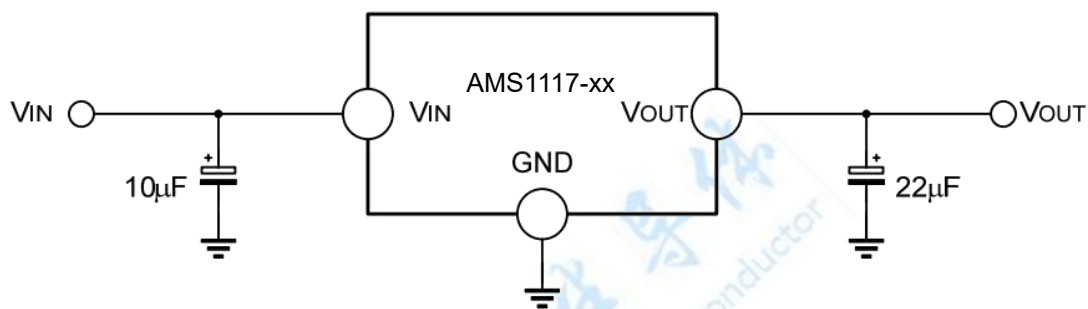 AMS1117-xx
VIN
VIN
VOUT
VOUT
GND
+
10µF
+
22µF